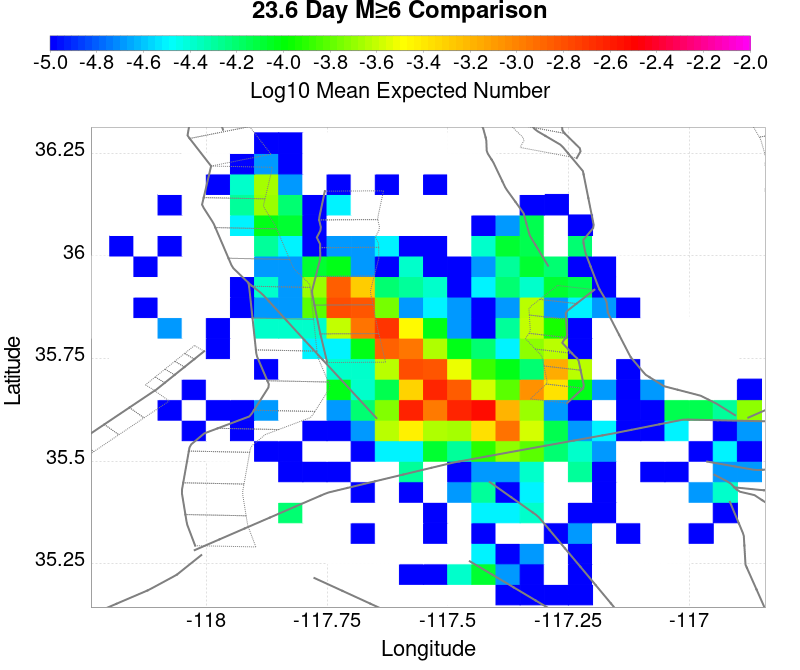 23.6 Day M≥6 Comparison
-5.0 -4.8 -4.6 -4.4 -4.2 -4.0 -3.8 -3.6 -3.4 -3.2 -3.0 -2.8 -2.6 -2.4 -2.2 -2.0
Log10 Mean Expected Number
36.25
36
35.75
35.5
35.25
Latitude
-118 -117.75 -117.5 -117.25 -117
Longitude